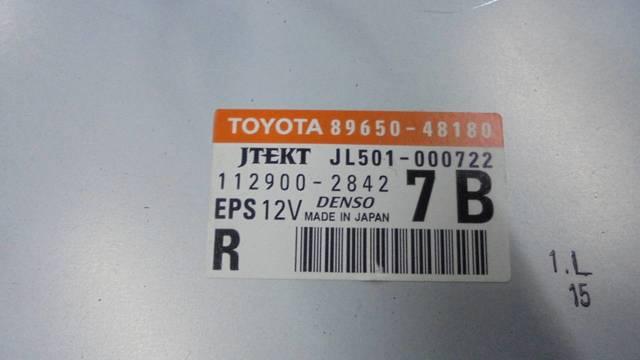 TOYOTA 89650-48180
JTEKT JL501-000722
112900-2842 7B
EPS 12V DENSO
MADE IN JAPAN
R
1.L
15